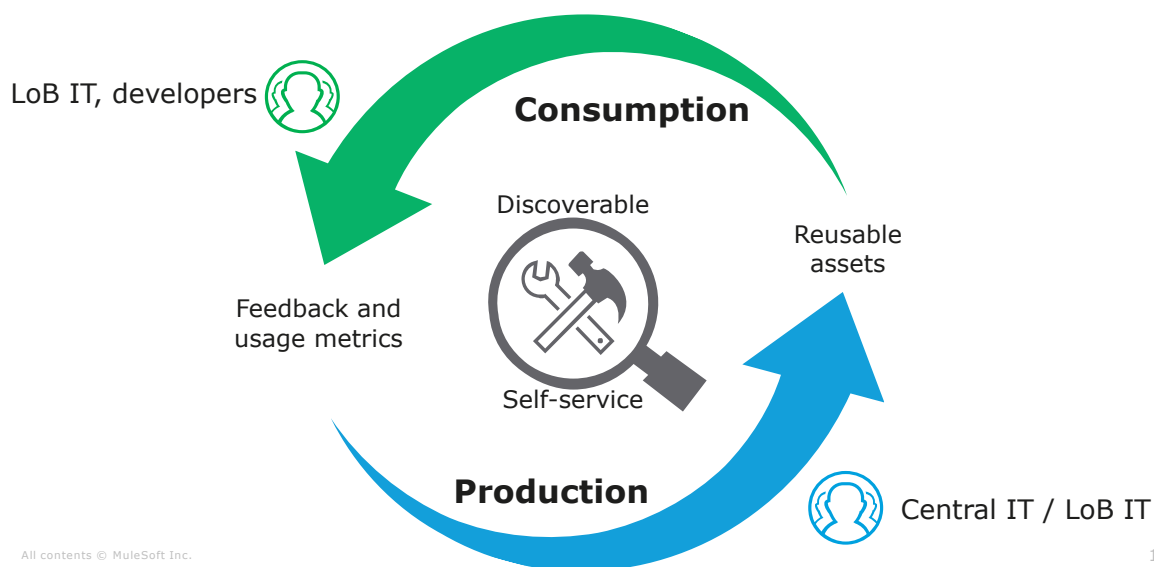 LoB IT, developers
Consumption
Discoverable
Reusable
assets
Feedback and
usage metrics
Self-service
Production
Central IT / LoB IT
All contents © MuleSoft Inc.